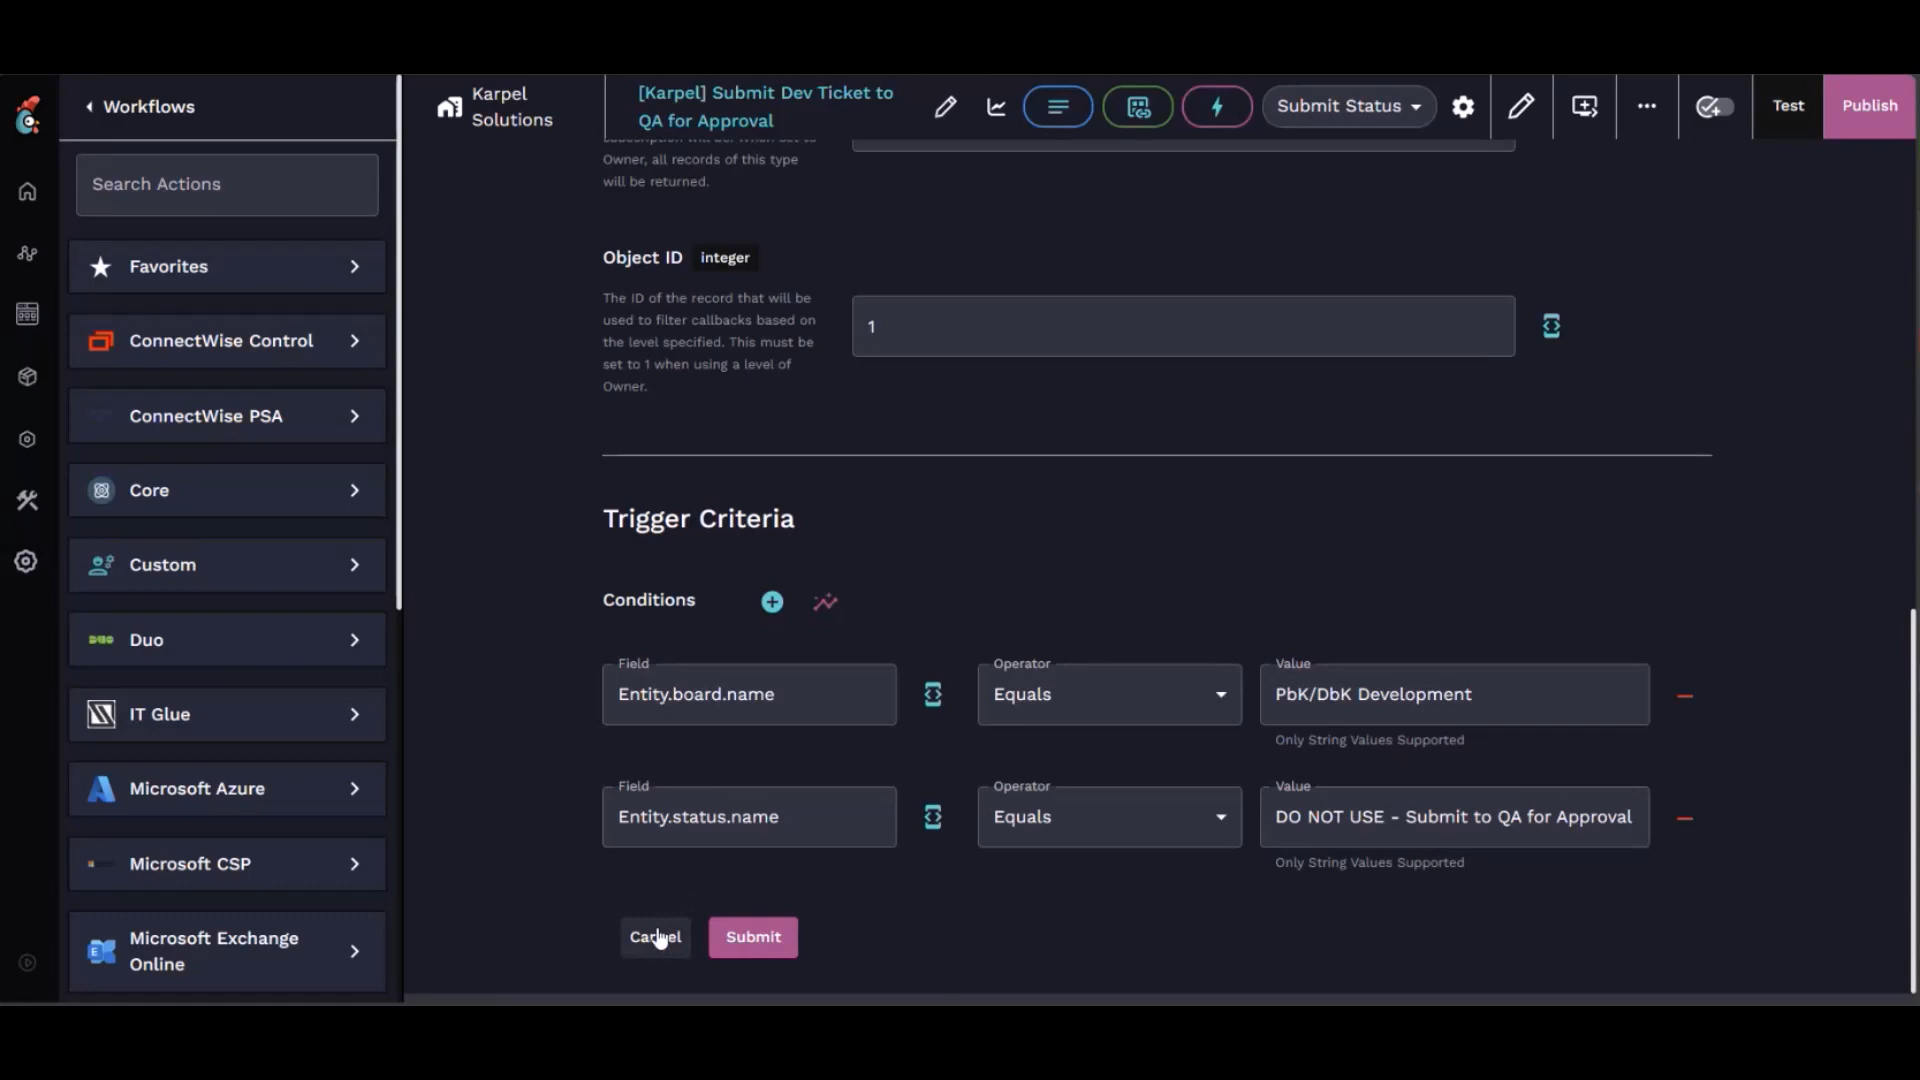 Workflows
Karpel
Solutions
[Karpel] Submit Dev Ticket to
QA for Approval
Submit Status
Test
Publish
Search Actions
Favorites
ConnectWise Control
ConnectWise PSA
Core
Custom
Duo
IT Glue
Microsoft Azure
Microsoft CSP
Microsoft Exchange
Online
Owner, all records of this type
will be returned.
Object ID integer
The ID of the record that will be
used to filter callbacks based on
the level specified. This must be
set to 1 when using a level of
Owner.
1
Trigger Criteria
Conditions
Field
Entity.board.name
Operator
Equals
Value
PbK/DbK Development
Only String Values Supported
Field
Entity.status.name
Operator
Equals
Value
DO NOT USE - Submit to QA for Approval
Only String Values Supported
Cancel
Submit